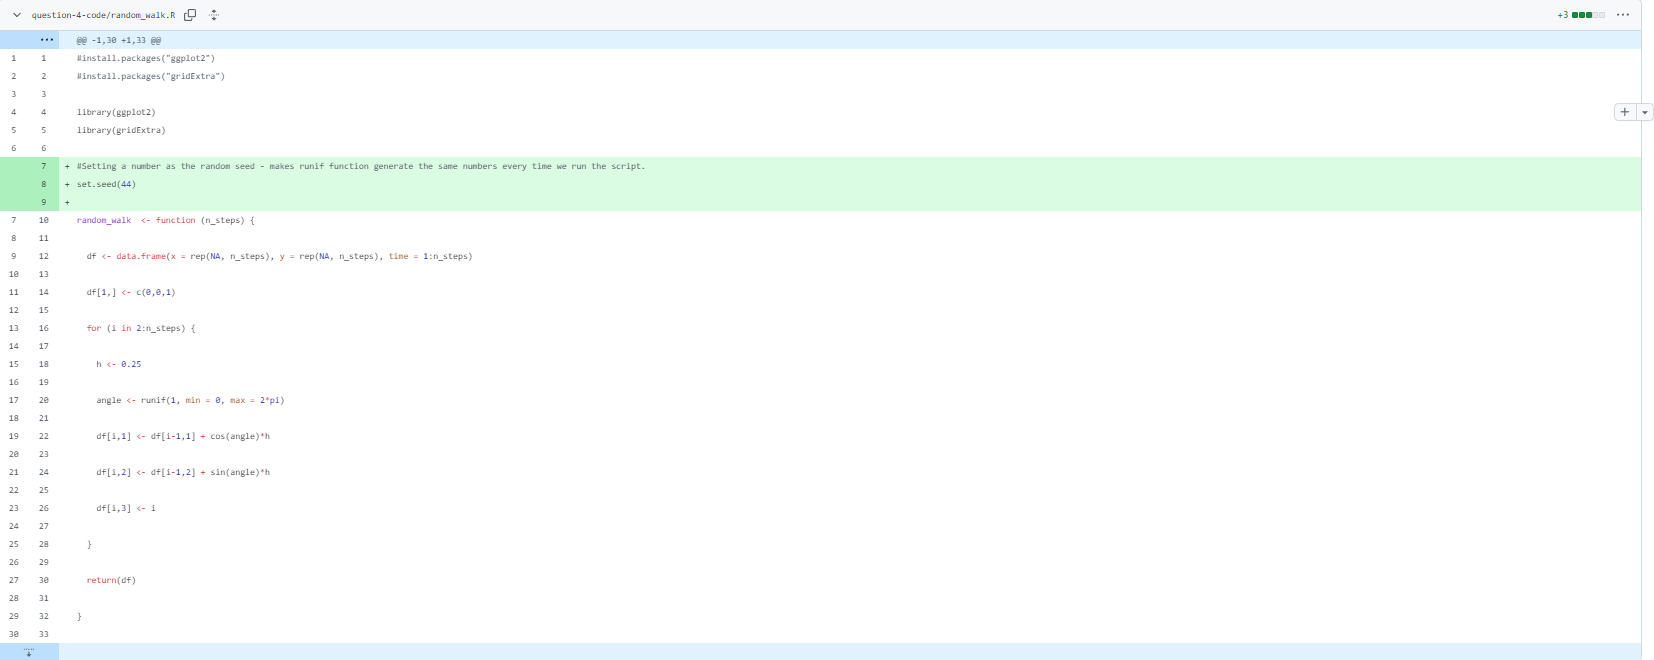 question-4-code/random_walk.R +3
@@ -1,30 +1,33 @@
1 1 #install.packages("ggplot2")
2 2 #install.packages("gridExtra")
3 3
4 4 library(ggplot2)
5 5 library(gridExtra)
6 6
7 + #Setting a number as the random seed - makes runif function generate the same numbers every time we run the script.
8 + set.seed(44)
9 +
7 10 random_walk  <- function (n_steps) {
8 11
9 12   df <- data.frame(x = rep(NA, n_steps), y = rep(NA, n_steps), time = 1:n_steps)
10 13
11 14   df[1,] <- c(0,0,1)
12 15
13 16   for (i in 2:n_steps) {
14 17
15 18     h <- 0.25
16 19
17 20     angle <- runif(1, min = 0, max = 2*pi)
18 21
19 22     df[i,1] <- df[i-1,1] + cos(angle)*h
20 23
21 24     df[i,2] <- df[i-1,2] + sin(angle)*h
22 25
23 26     df[i,3] <- i
24 27
25 28   }
26 29
27 30   return(df)
28 31
29 32 }
30 33